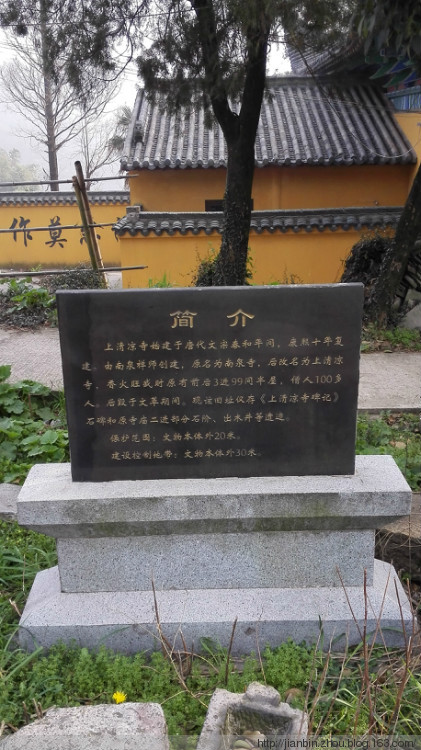 作莫
简介
上清凉寺始建于唐代文宗太和年间，康熙十年复
建。由南泉祥师创建，原名为南泉寺，后改名为上清凉
寺，香火旺盛时原有前后3进99间半屋，僧人100多
人。后毁于文革期间，现该旧址仅存《上清凉寺碑记》
石碑和原寺庙二进部分石阶、出水井等遗迹。
保护范围：文物本体外20米。
建设控制地带：文物本体外30米。
http://jianbin.zhou.blog.163.com/